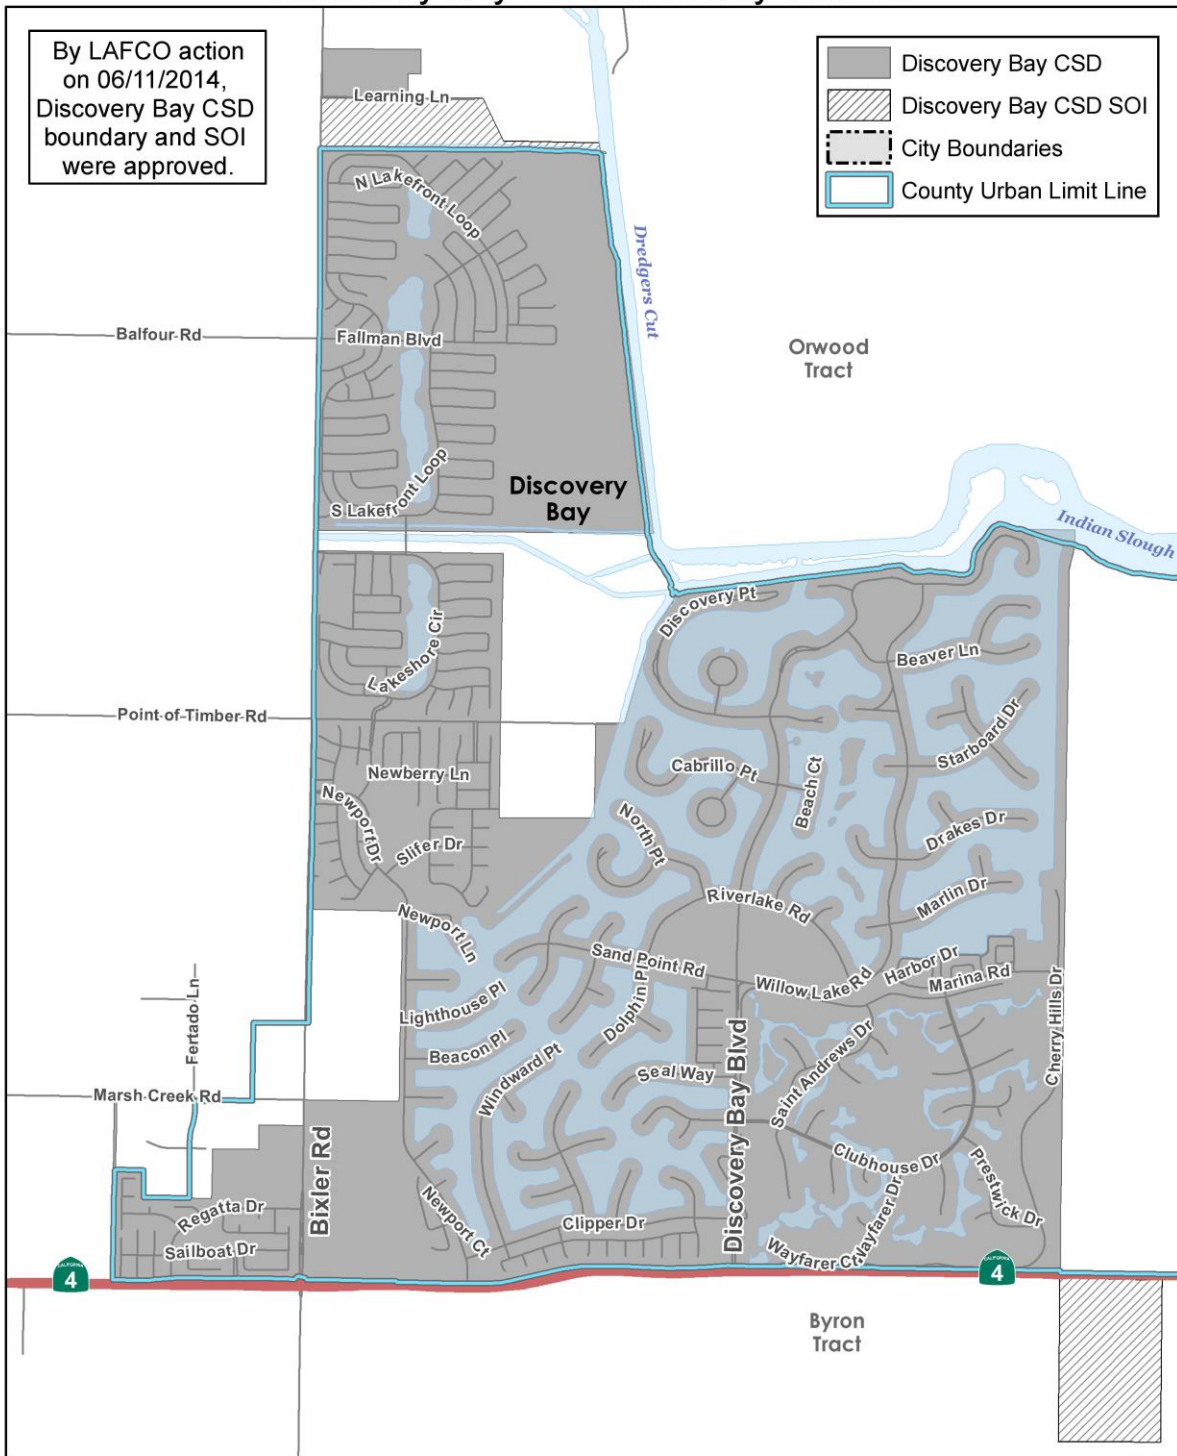 By LAFCO action
on 06/11/2014,
Discovery Bay CSD
boundary and SOI
were approved.
Discovery Bay CSD
Discovery Bay CSD SOI
City Boundaries
County Urban Limit Line
Learning Ln
N Lakefront Loop
Dredgers Cut
Balfour Rd
Fallman Blvd
Orwood
Tract
S Lakefront Loop
Discovery
Bay
Indian Slough
Discovery Pt
Lakeshore Cir
Beaver Ln
Point of Timber Rd
Starboard Dr
Newberry Ln
Cabrillo Pt
Beach Ct
Newport Dr
Slifer Dr
North Pt
Drakes Dr
Marlin Dr
Riverlake Rd
Newport Ln
Sand Point Rd
Harbor Dr
Willow Lake Rd
Marina Rd
Fertado Ln
Lighthouse Pl
Dolphin Pl
Cherry Hills Dr
Beacon Pl
Windward Pt
Seal Way
Saint Andrews Dr
Marsh Creek Rd
Discovery Bay Blvd
Bixler Rd
Clubhouse Dr
Prestwick Dr
Regatta Dr
Sailboat Dr
Newport Ct
Clipper Dr
Wayfarer Dr
Wayfarer Ct
CALIFORNIA
4
CALIFORNIA
4
Byron
Tract